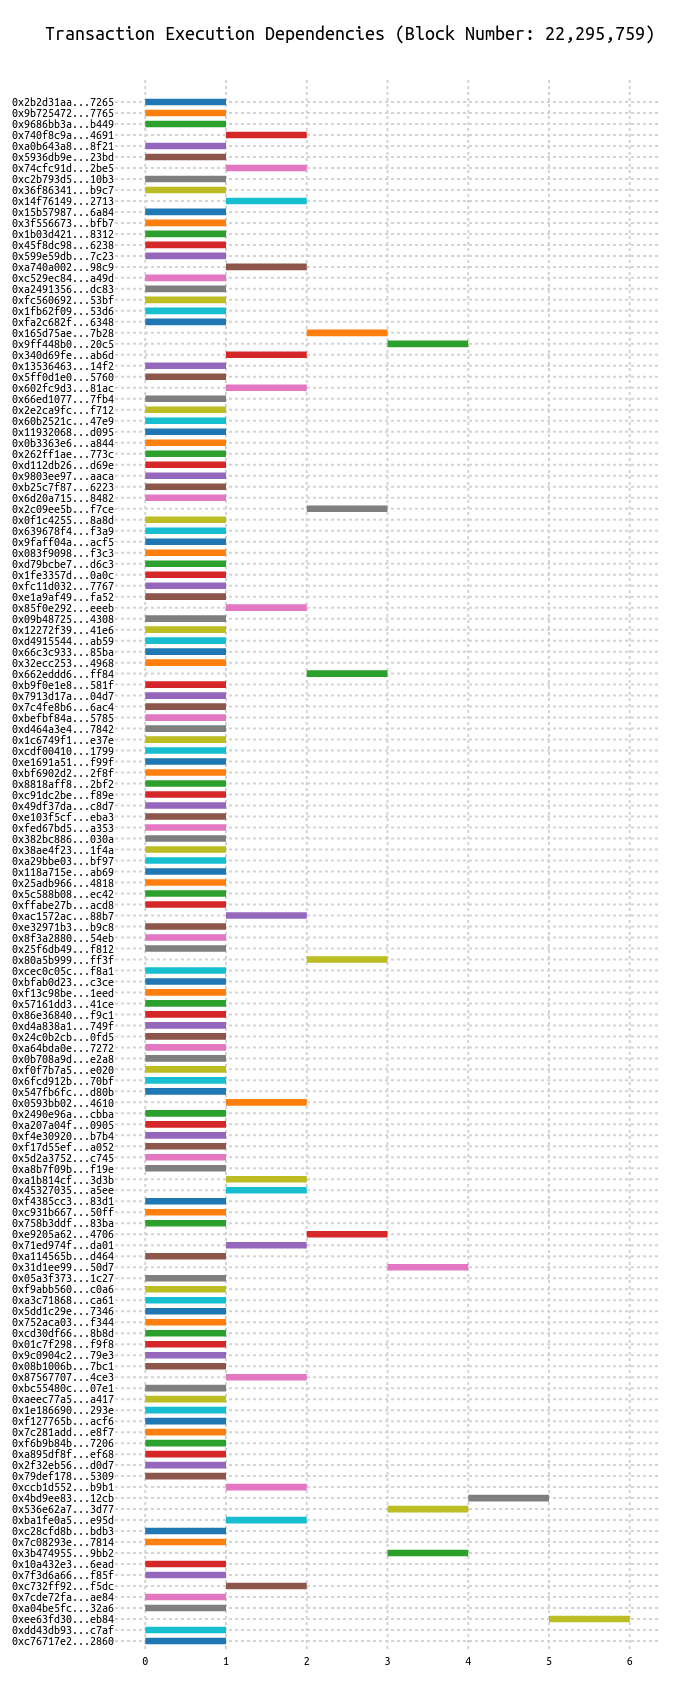 Transaction Execution Dependencies (Block Number: 22,295,759)
0x2b2d31aa...7265
0x9b725472...7765
0x9686bb3a...b449
0x740f8c9a...4691
0xa0b643a8...8f21
0x5936db9e...23bd
0x74cfc91d...2be5
0xc2b793d5...10b3
0x36f86341...b9c7
0x14f76149...2713
0x15b57987...6a84
0x3f556673...bfb7
0x1b03d421...8312
0x45f8dc98...6238
0x599e59db...7c23
0xa740a002...98c9
0xc529ec84...a49d
0xa2491356...dc83
0xfc560692...53bf
0x1fb62f09...53d6
0xfa2c682f...6348
0x165d75ae...7b28
0x9ff448b0...20c5
0x340d69fe...ab6d
0x13536463...14f2
0x5ff0d1e0...5760
0x602fc9d3...81ac
0x66ed1077...7fb4
0x2e2ca9fc...f712
0x60b2521c...47e9
0x11932068...d095
0x0b3363e6...a844
0x262ff1ae...773c
0xd112db26...d69e
0x9803ee97...aaca
0xb25c7f87...6223
0x6d20a715...8482
0x2c09ee5b...f7ce
0x0f1c4255...8a8d
0x639678f4...f3a9
0x9faff04a...acf5
0x083f9098...f3c3
0xd79bcbe7...d6c3
0x1fe3357d...0a0c
0xfc11d032...7767
0xe1a9af49...fa52
0x85f0e292...eeeb
0x09b48725...4308
0x12272f39...41e6
0xd4915544...ab59
0x66c3c933...85ba
0x32ecc253...4968
0x662eddd6...ff84
0xb9f0e1e8...581f
0x7913d17a...04d7
0x7c4fe8b6...6ac4
0xbefbf84a...5785
0xd464a3e4...7842
0x1c6749f1...e37e
0xcdf00410...1799
0xe1691a51...f99f
0xbf6902d2...2f8f
0x8818aff8...2bf2
0xc91dc2be...f89e
0x49df37da...c8d7
0xe103f5cf...eba3
0xfed67bd5...a353
0x382bc886...030a
0x38ae4f23...1f4a
0xa29bbe03...bf97
0x118a715e...ab69
0x25adb966...4818
0x5c588b08...ec42
0xffabe27b...acd8
0xac1572ac...88b7
0xe32971b3...b9c8
0x8f3a2880...54eb
0x25f6db49...f812
0x80a5b999...ff3f
0xcec0c05c...f8a1
0xbfab0d23...c3ce
0xf13c98be...1eed
0x57161dd3...41ce
0x86e36840...f9c1
0xd4a838a1...749f
0x24c0b2cb...0fd5
0xa64bda0e...7272
0x0b708a9d...e2a8
0xf0f7b7a5...e020
0x6fcd912b...70bf
0x547fb6fc...d80b
0x0593bb02...4610
0x2490e96a...cbba
0xa207a04f...0905
0xf4e30920...b7b4
0xf17d55ef...a052
0x5d2a3752...c745
0xa8b7f09b...f19e
0xa1b814cf...3d3b
0x45327035...a5ee
0xf4385cc3...83d1
0xc931b667...50ff
0x758b3ddf...83ba
0xe9205a62...4706
0x71ed974f...da01
0xa114565b...d464
0x31d1ee99...50d7
0x05a3f373...1c27
0xf9abb560...c0a6
0xa3c71868...ca61
0x5dd1c29e...7346
0x752aca03...f344
0xcd30df66...8b8d
0x01c7f298...f9f8
0x9c0904c2...79e3
0x08b1006b...7bc1
0x87567707...4ce3
0xbc55480c...07e1
0xaeec77a5...a417
0x1e186690...293e
0xf127765b...acf6
0x7c281add...e8f7
0xf6b9b84b...7206
0xa895df8f...ef68
0x2f32eb56...d0d7
0x79def178...5309
0xccb1d552...b9b1
0x4bd9ee83...12cb
0x536e62a7...3d77
0xba1fe0a5...e95d
0xc28cfd8b...bdb3
0x7c08293e...7814
0x3b474955...9bb2
0x10a432e3...6ead
0x7f3d6a66...f85f
0xc732ff92...f5dc
0x7cde72fa...ae84
0xa04be5fc...32a6
0xee63fd30...eb84
0xdd43db93...c7af
0xc76717e2...2860
0 1 2 3 4 5 6